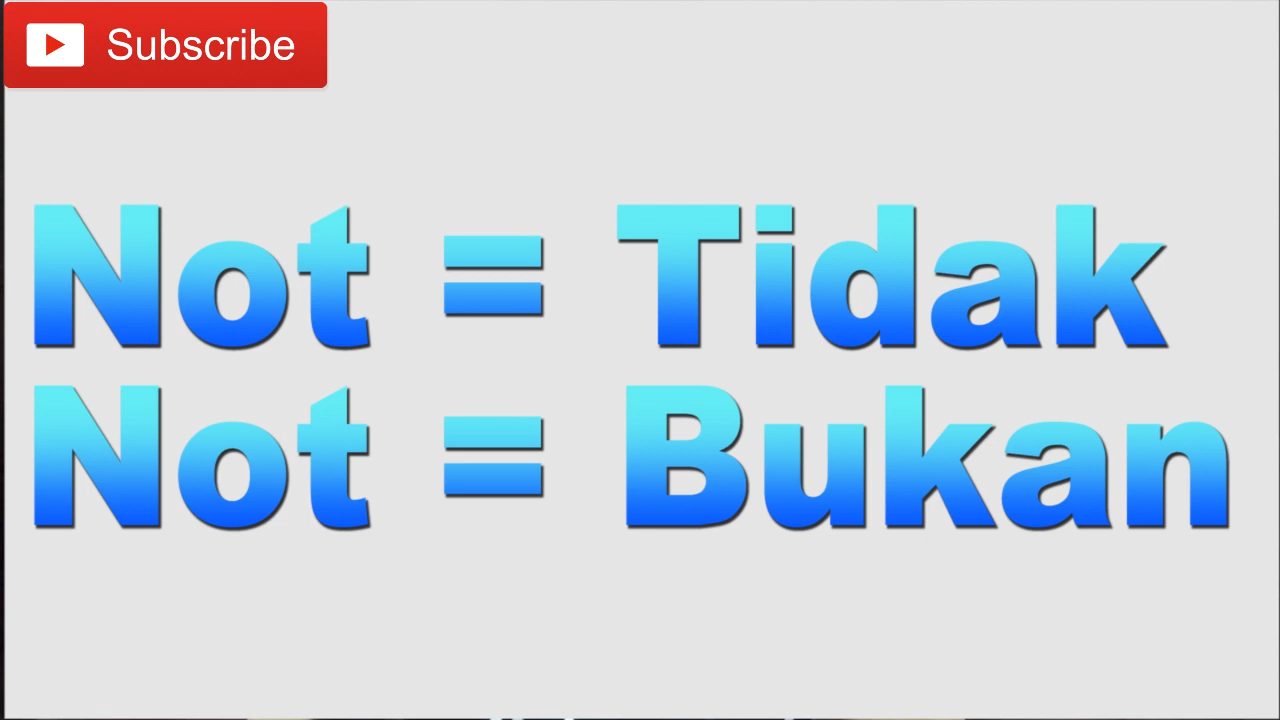 Subscribe
Not = Tidak
Not = Bukan